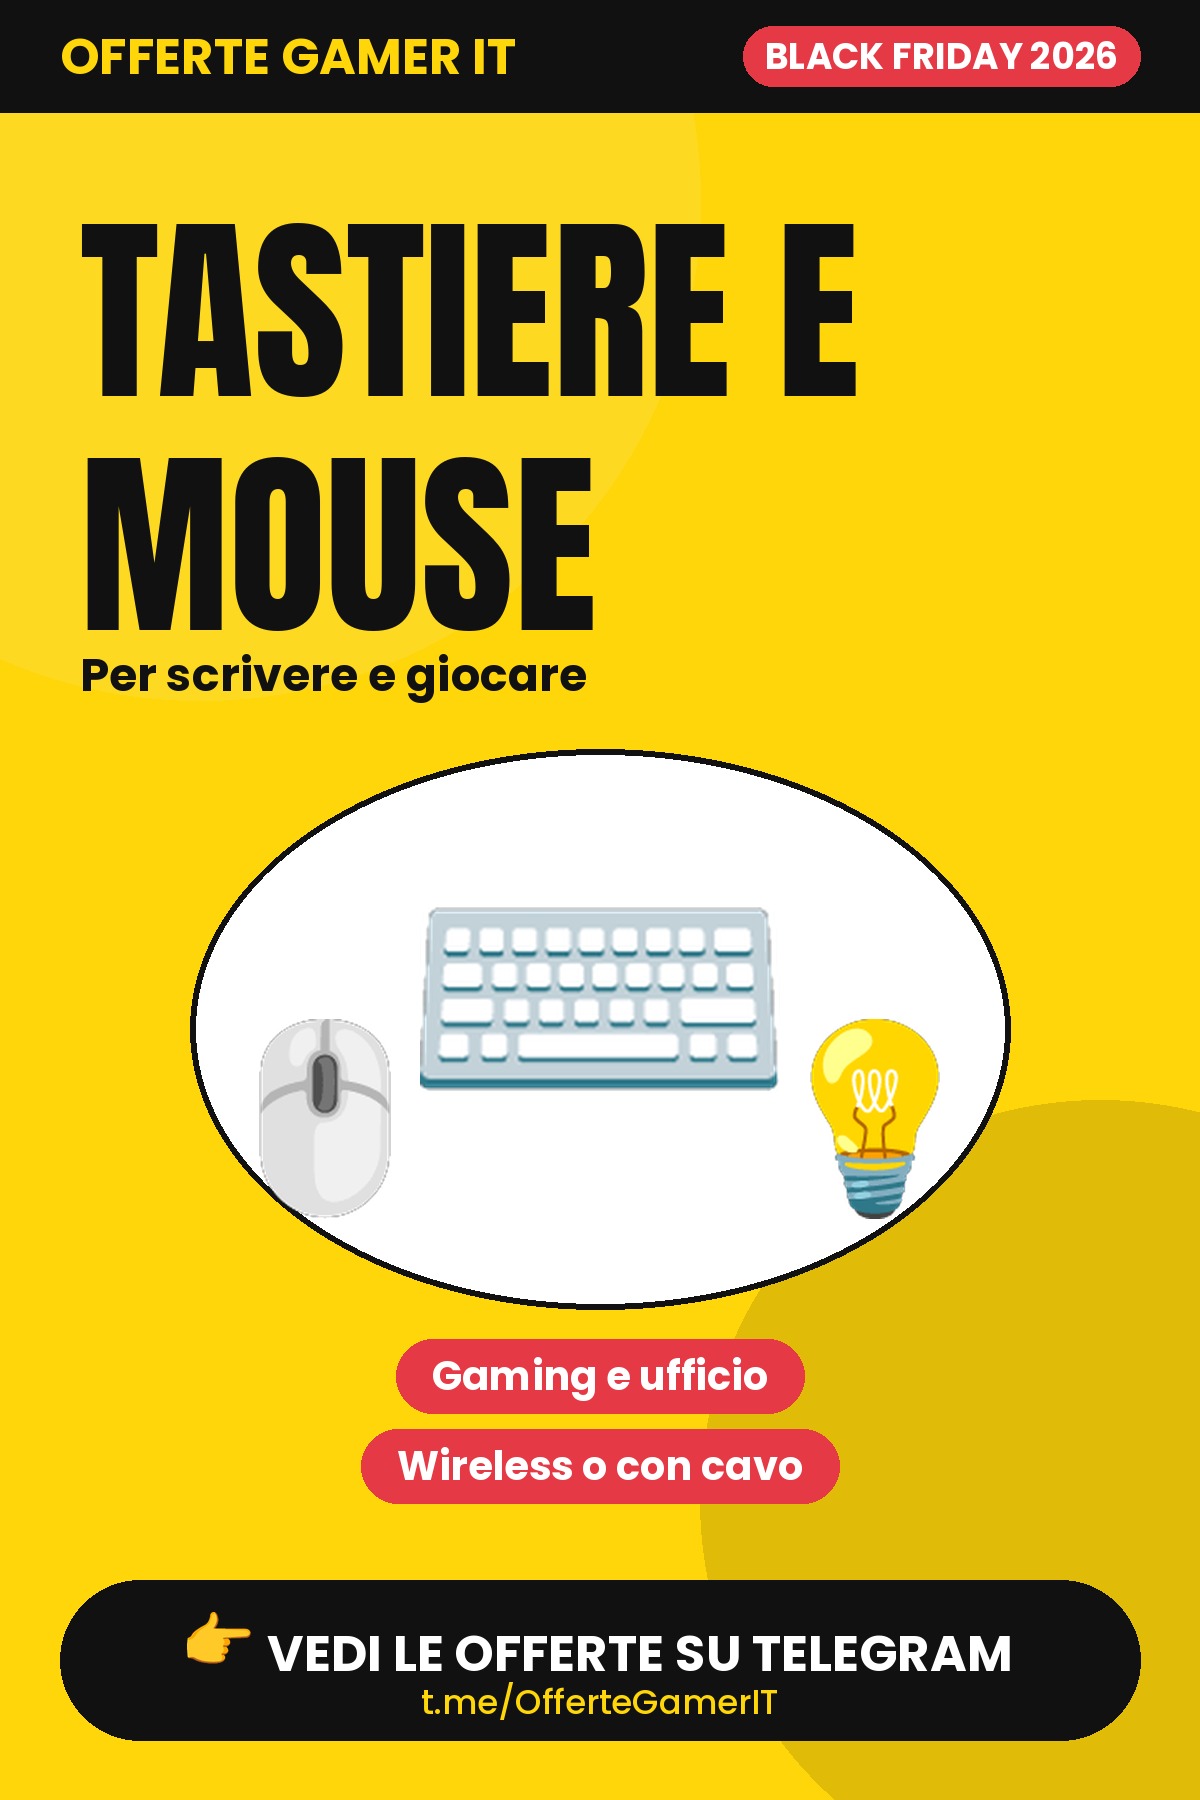 OFFERTE GAMER IT
BLACK FRIDAY 2026
TASTIERE E
MOUSE
Per scrivere e giocare
Gaming e ufficio
Wireless o con cavo
👉 VEDI LE OFFERTE SU TELEGRAM
t.me/OfferteGamerIT